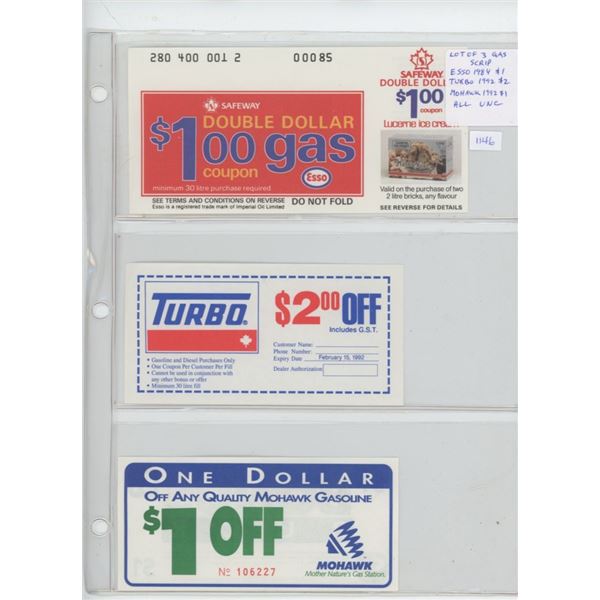 280 400 001 2 00085
SAFEWAY
DOUBLE DOLLAR
$1.00 gas
coupon
Esso
minimum 30 litre purchase required
SEE TERMS AND CONDITIONS ON REVERSE DO NOT FOLD
Esso is a registered trade mark of Imperial Oil Limited
SAFEWAY
DOUBLE DOLL
$1.00
coupon
Lucerne ice cream
Valid on the purchase of two
2 litre bricks, any flavour
SEE REVERSE FOR DETAILS
LOT OF 3 GAS
SCRIP
ESSO 1984 $1
TURBO 1992 $2
MOHAWK 1992 $1
ALL UNC
1146
TURBO
• Gasoline and Diesel Purchases Only
• One Coupon Per Customer Per Fill
• Cannot be used in conjunction with
any other bonus or offer
• Minimum 30 litre fill
$2.00 OFF
Includes G.S.T.
Customer Name:
Phone Number:
Expiry Date February 15, 1992
Dealer Authorization
ONE DOLLAR
OFF ANY QUALITY MOHAWK GASOLINE
$1 OFF
No 106227
MOHAWK
Mother Nature's Gas Station.